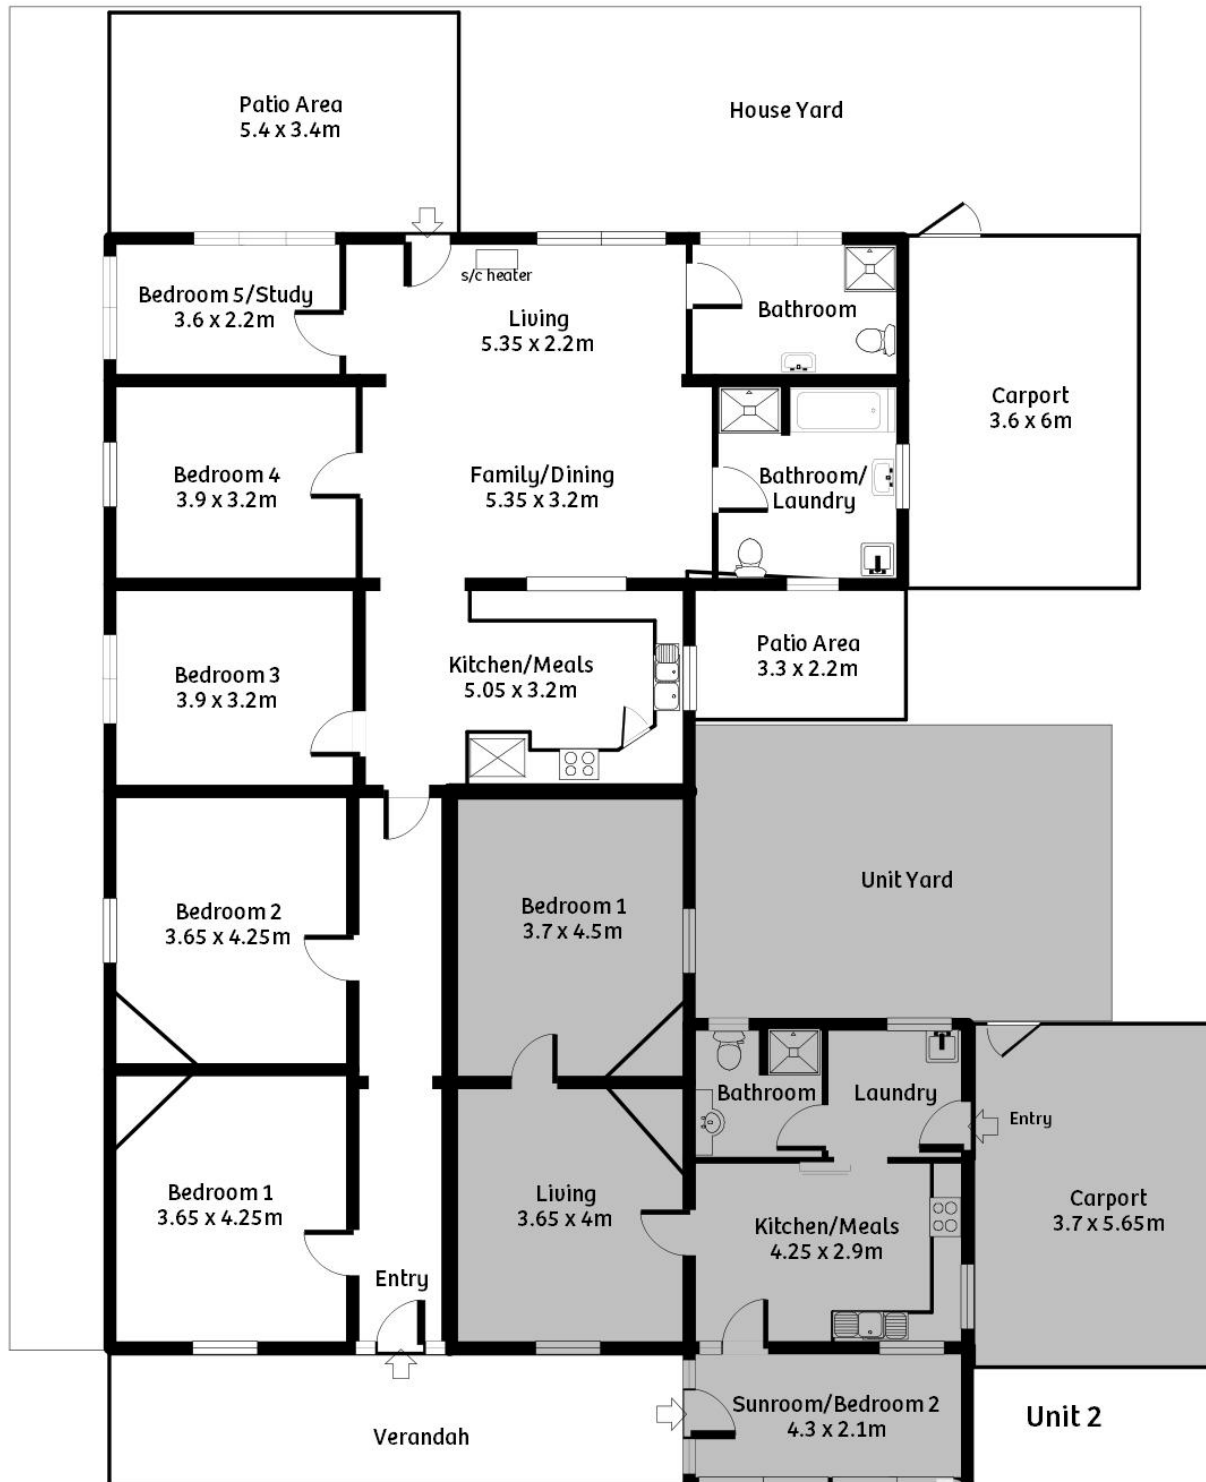 Patio Area
5.4 x 3.4m
House Yard
s/c heater
Bedroom 5/Study
3.6 x 2.2m
Living
5.35 x 2.2m
Bathroom
Carport
3.6 x 6m
Bedroom 4
3.9 x 3.2m
Family/Dining
5.35 x 3.2m
Bathroom/
Laundry
Bedroom 3
3.9 x 3.2m
Kitchen/Meals
5.05 x 3.2m
Patio Area
3.3 x 2.2m
Bedroom 2
3.65 x 4.25m
Bedroom 1
3.7 x 4.5m
Unit Yard
Bathroom
Laundry
Entry
Bedroom 1
3.65 x 4.25m
Living
3.65 x 4m
Kitchen/Meals
4.25 x 2.9m
Carport
3.7 x 5.65m
Entry
Verandah
Sunroom/Bedroom 2
4.3 x 2.1m
Unit 2